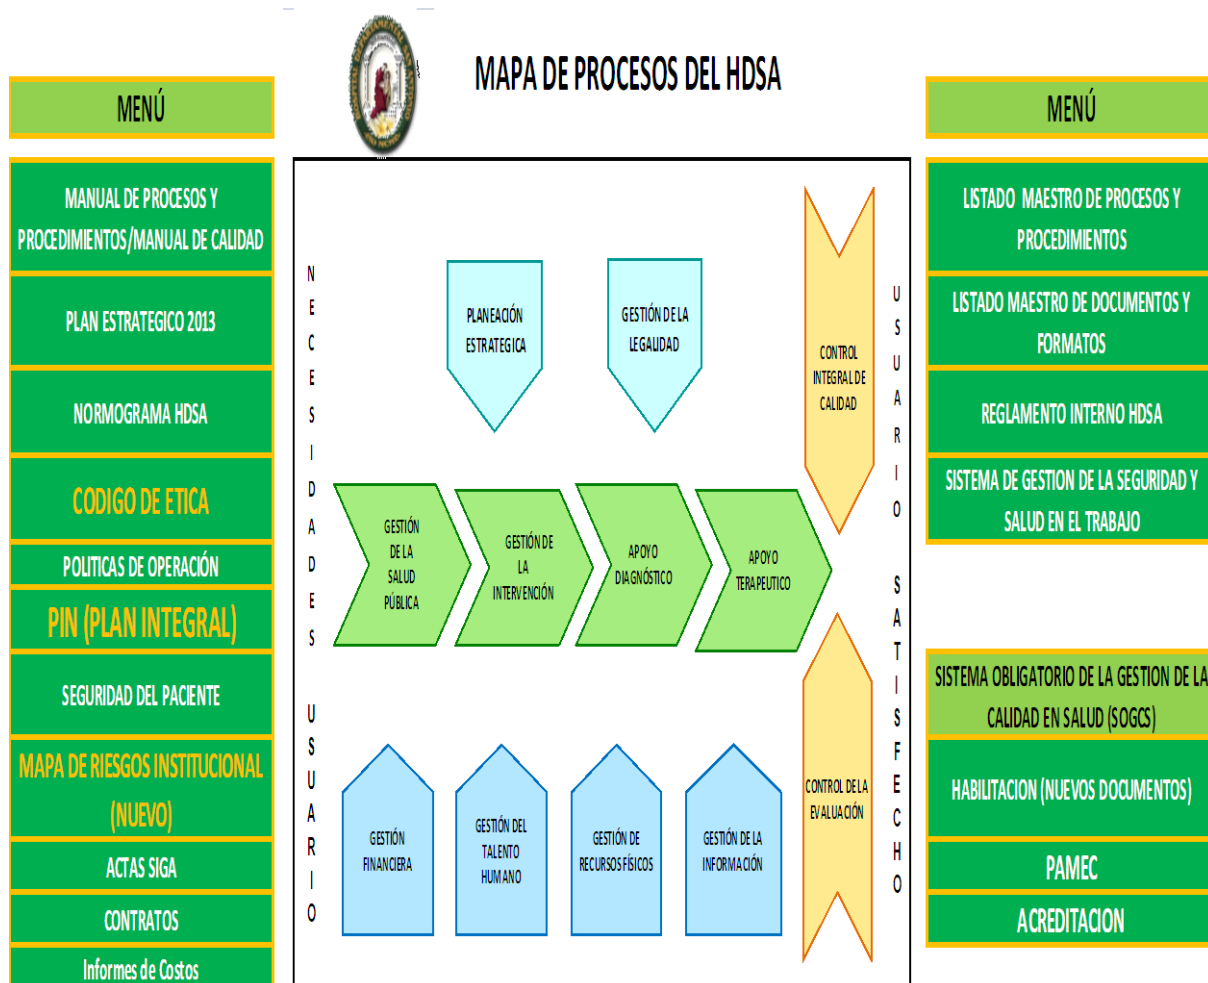 MAPA DE PROCESOS DEL HDSA
MENÚ
MANUAL DE PROCESOS Y
PROCEDIMIENTOS/MANUAL DE CALIDAD
PLAN ESTRATEGICO 2013
NORMOGRAMA HDSA
CODIGO DE ETICA
POLITICAS DE OPERACIÓN
PIN (PLAN INTEGRAL)
SEGURIDAD DEL PACIENTE
MAPA DE RIESGOS INSTITUCIONAL
(NUEVO)
ACTAS SIGA
CONTRATOS
Informes de Costos
NECESIDADES USUARIO
PLANEACIÓN
ESTRATEGICA
GESTIÓN DE LA
LEGALIDAD
CONTROL
INTEGRAL DE
CALIDAD
GESTIÓN
DE LA
SALUD
PÚBLICA
GESTIÓN DE
LA
INTERVENCIÓN
APOYO
DIAGNÓSTICO
APOYO
TERAPEUTICO
GESTIÓN
FINANCIERA
GESTIÓN DEL
TALENTO
HUMANO
GESTIÓN DE
RECURSOS FÍSICOS
GESTIÓN DE LA
INFORMACIÓN
CONTROL DE LA
EVALUACIÓN
USUARIO SATISFECHO
MENÚ
LISTADO MAESTRO DE PROCESOS Y
PROCEDIMIENTOS
LISTADO MAESTRO DE DOCUMENTOS Y
FORMATOS
REGLAMENTO INTERNO HDSA
SISTEMA DE GESTION DE LA SEGURIDAD Y
SALUD EN EL TRABAJO
SISTEMA OBLIGATORIO DE LA GESTION DE LA
CALIDAD EN SALUD (SOGCS)
HABILITACION (NUEVOS DOCUMENTOS)
PAMEC
ACREDITACION